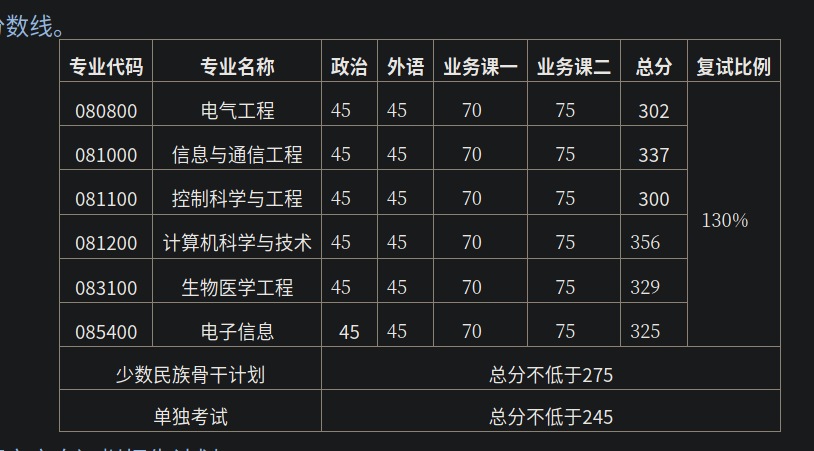 数线。
专业代码 专业名称 政治 外语 业务课一 业务课二 总分 复试比例
080800 电气工程 45 45 70 75 302
081000 信息与通信工程 45 45 70 75 337
081100 控制科学与工程 45 45 70 75 300
130%
081200 计算机科学与技术 45 45 70 75 356
083100 生物医学工程 45 45 70 75 329
085400 电子信息 45 45 70 75 325
少数民族骨干计划 总分不低于275
单独考试 总分不低于245